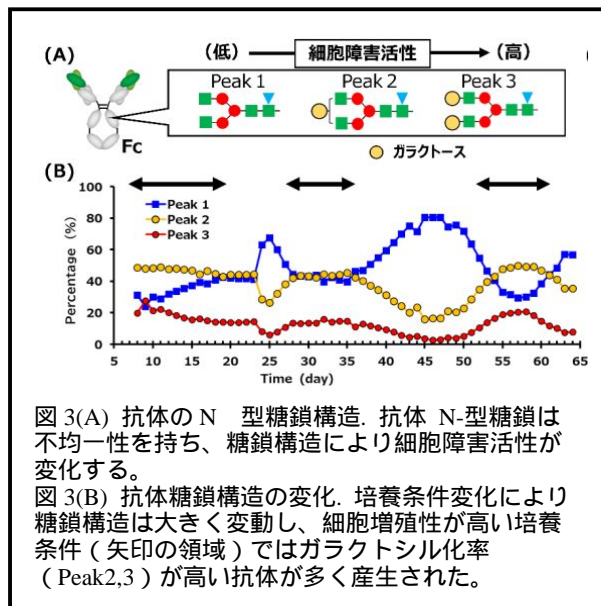 (A)
(低)
細胞障害活性
(高)
Peak 1
Peak 2
Peak 3
Fc
ガラクトース
(B)
100
80
60
40
20
0
Percentage (%)
Peak 1
Peak 2
Peak 3
5 10 15 20 25 30 35 40 45 50 55 60 65
Time (day)
図 3(A) 抗体の N 型糖鎖構造. 抗体 N-型糖鎖は
不均一性を持ち、糖鎖構造により細胞障害活性が
変化する。
図 3(B) 抗体糖鎖構造の変化. 培養条件変化により
糖鎖構造は大きく変動し、細胞増殖性が高い培養
条件（矢印の領域）ではガラクトシル化率
（Peak2,3）が高い抗体が多く産生された。